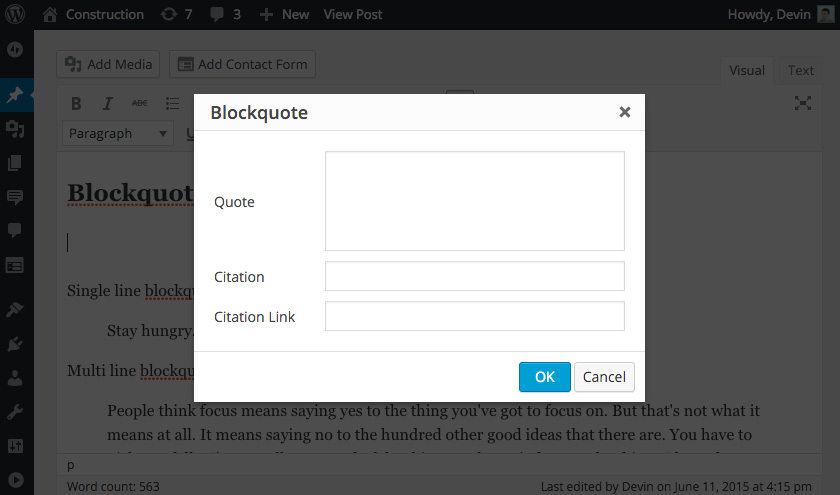 Construction 7 3 New View Post Howdy, Devin
Add Media Add Contact Form Visual Text
B I ABC
Paragraph U
Blockquote ×
Quote
Citation
Citation Link
OK Cancel
Blockquot
Single line blockqu
Stay hungry.
Multi line blockqu
People think focus means saying yes to the thing you've got to focus on. But that's not what it
means at all. It means saying no to the hundred other good ideas that there are. You have to
p
Word count: 563 Last edited by Devin on June 11, 2015 at 4:15 pm